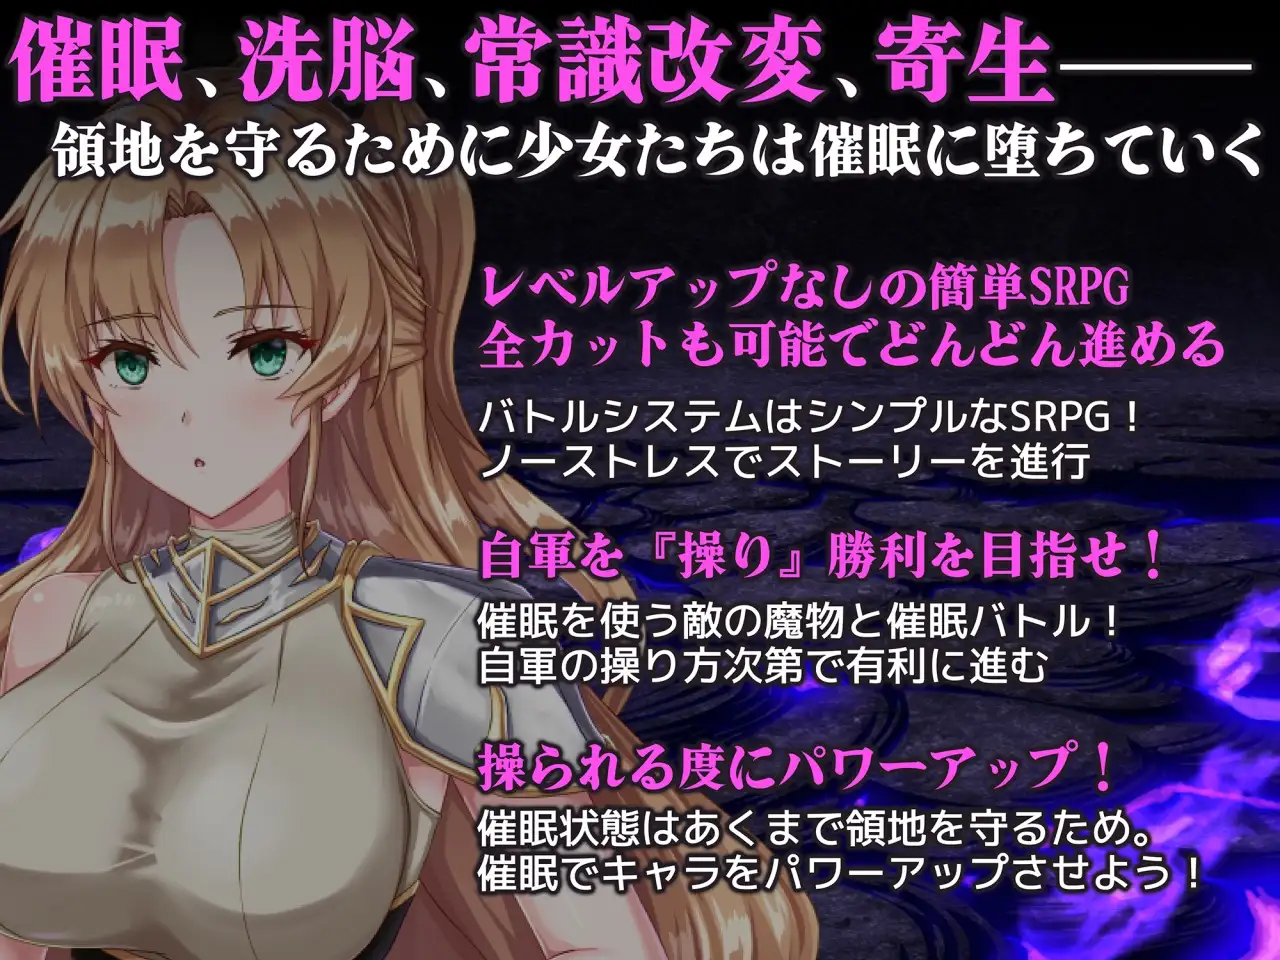 催眠、洗脳、常識改変、寄生――
領地を守るために少女たちは催眠に堕ちていく
レベルアップなしの簡単SRPG
全カットも可能でどんどん進める
バトルシステムはシンプルなSRPG！
ノーストレスでストーリーを進行
自軍を『操り』勝利を目指せ！
催眠を使う敵の魔物と催眠バトル！
自軍の操り方次第で有利に進む
操られる度にパワーアップ！
催眠状態はあくまで領地を守るため。
催眠でキャラをパワーアップさせよう！